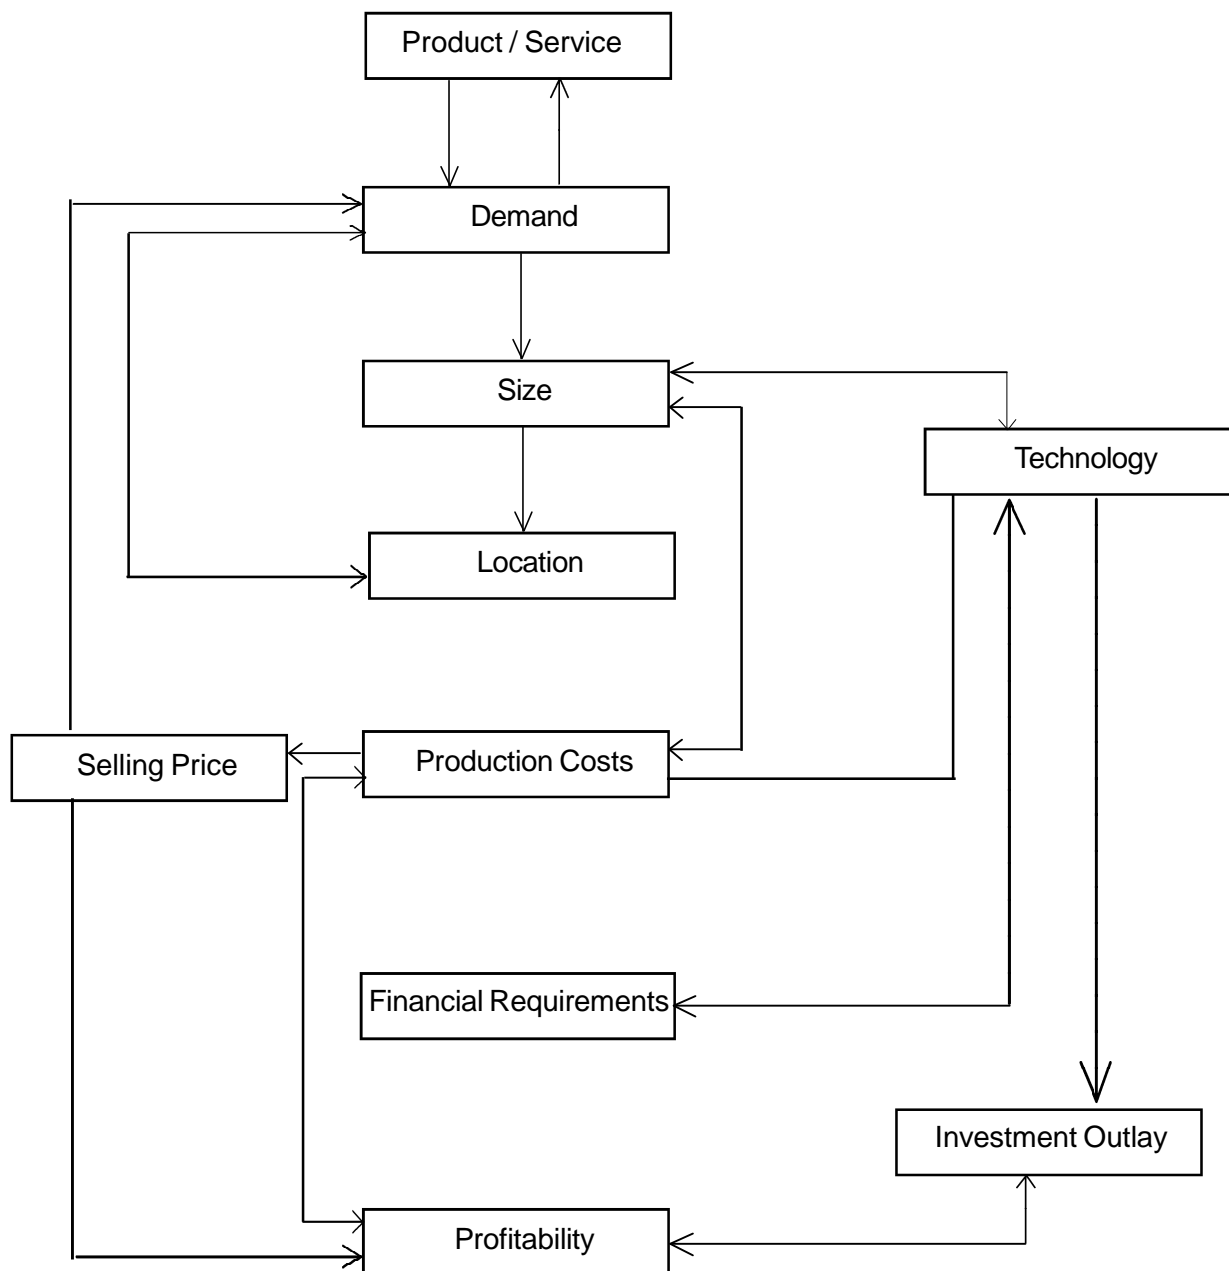 Product / Service
Demand
Size
Technology
Location
Selling Price
Production Costs
Financial Requirements
Investment Outlay
Profitability